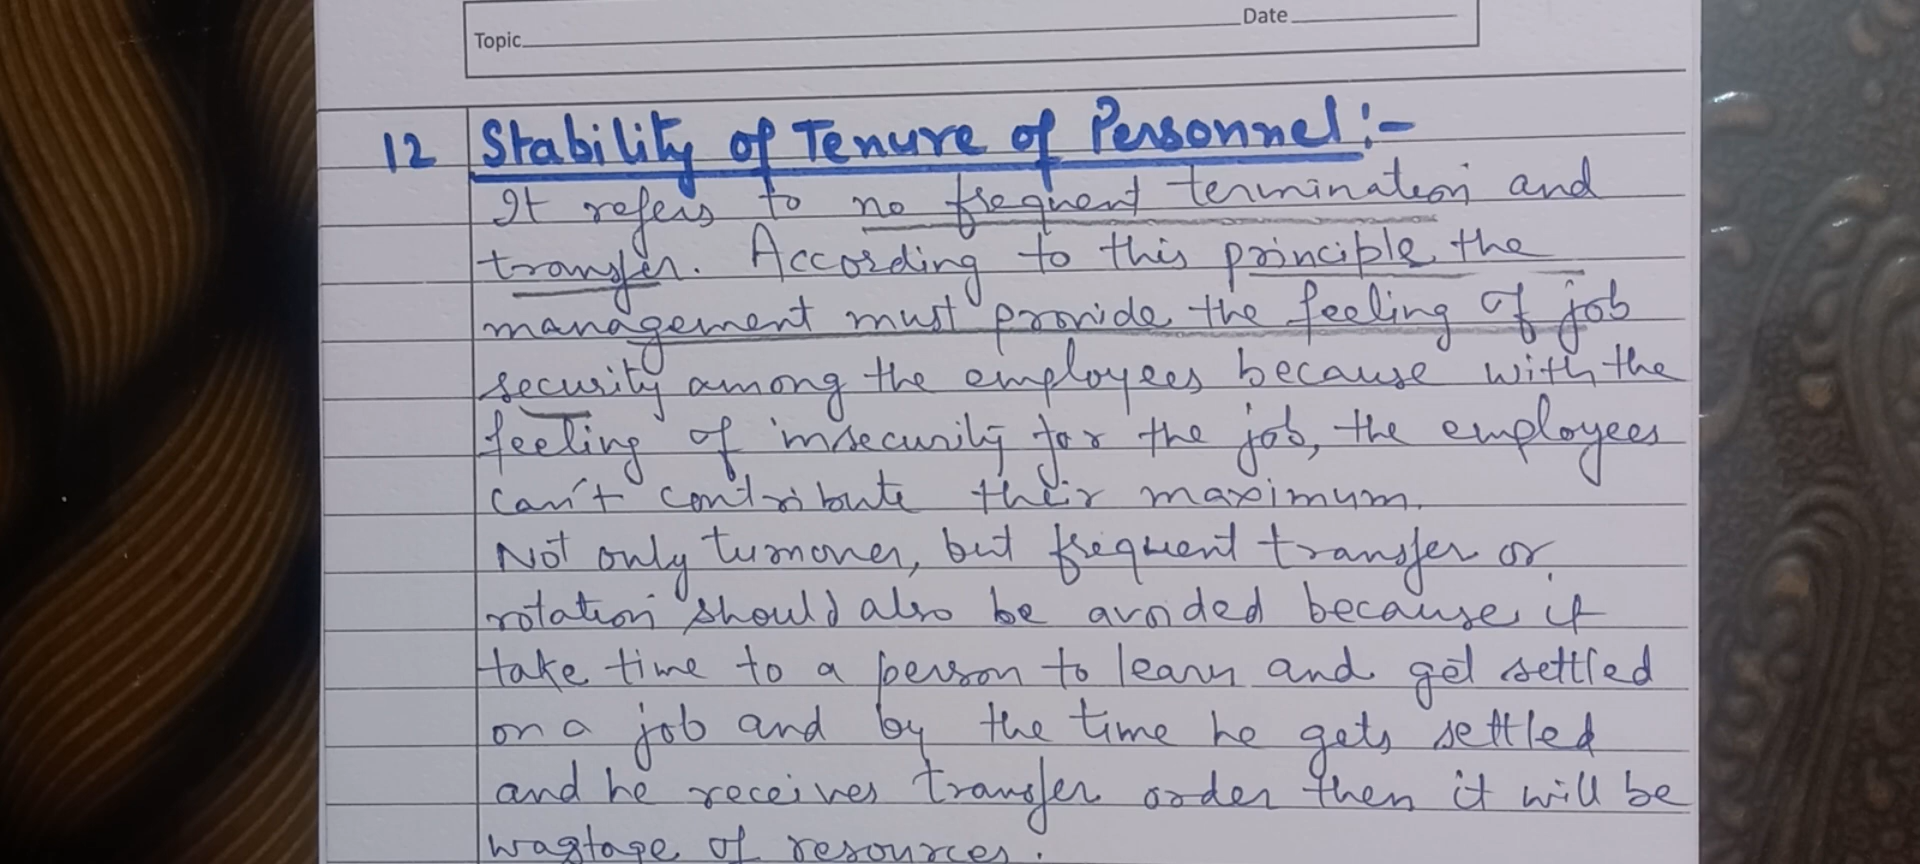 Date
Topic
12 Stability of Tenure of Personnel :-
It refers to no frequent termination and
transfer. According to this principle the
management must provide the feeling of job
security among the employees because with the
feeling of insecurity for the job, the employees
can't contribute their maximum.
Not only turnover, but frequent transfer or
rotation should also be avoided because it
take time to a person to learn and get settled
on a job and by the time he gets settled
and he receives transfer order then it will be
wastage of resources.